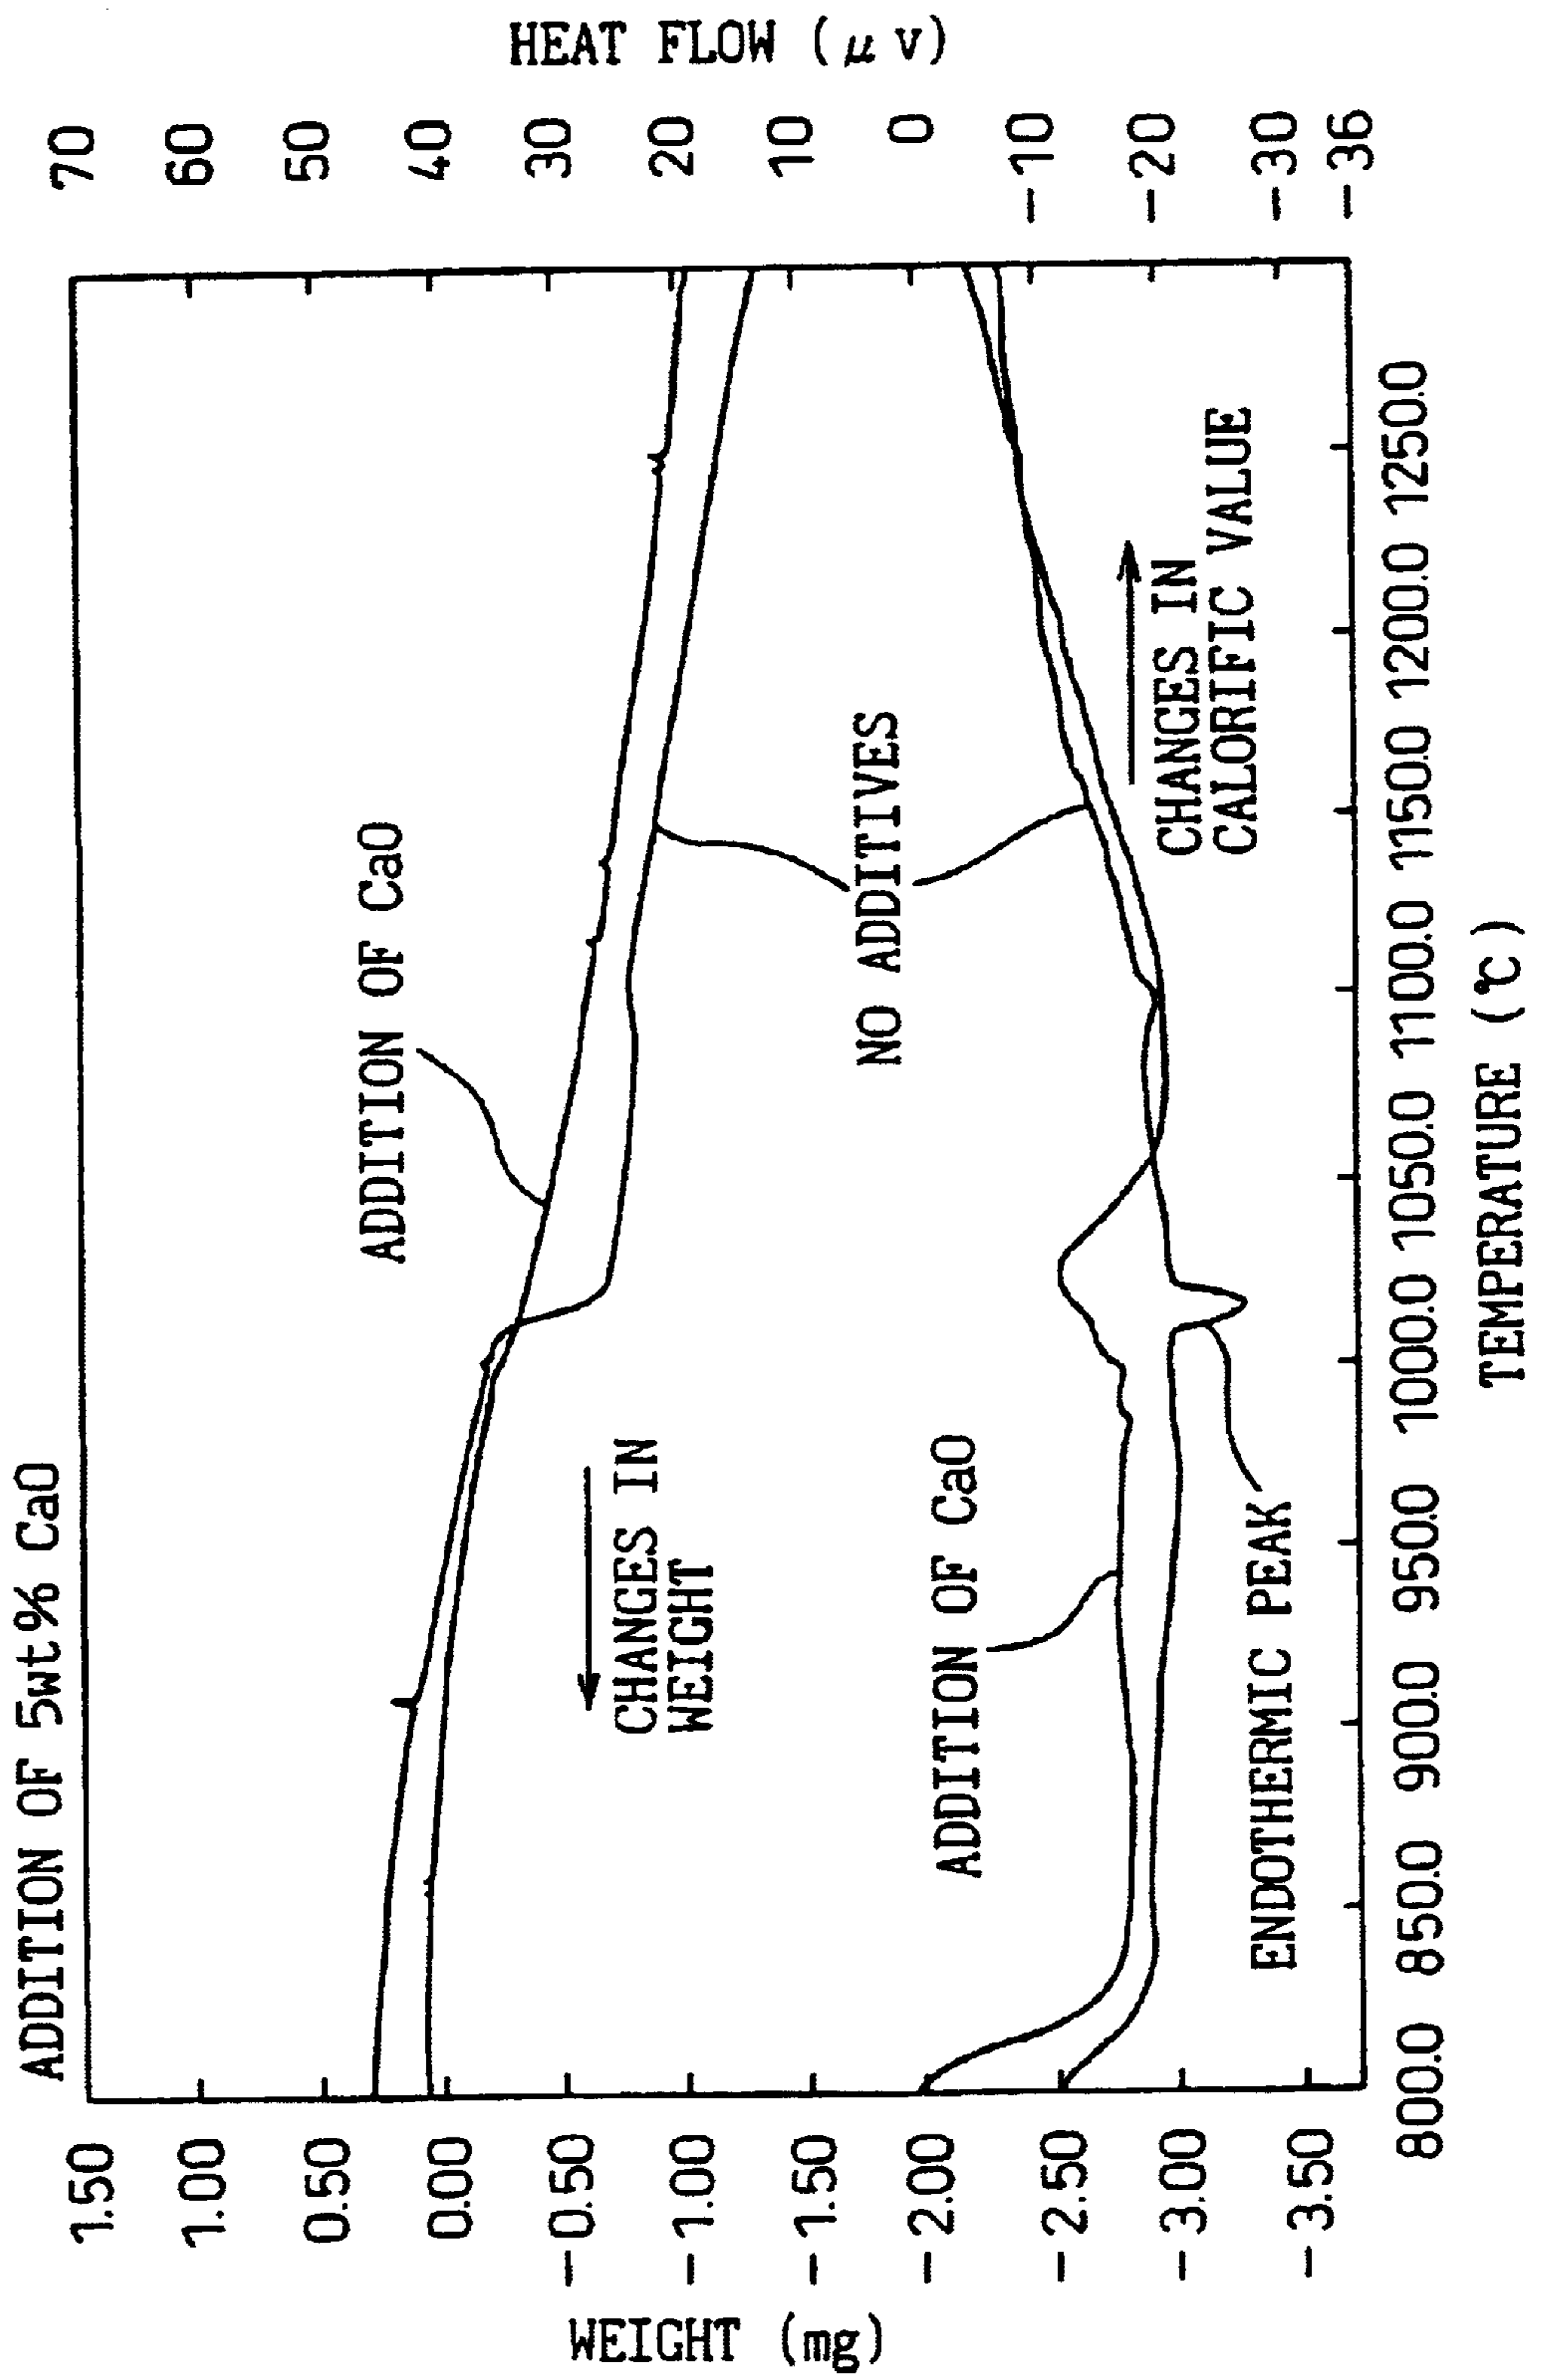 ADDITION OF 5wt% CaO
WEIGHT (mg)
1.50
1.00
0.50
0.00
-0.50
-1.00
-1.50
-2.00
-2.50
-3.00
-3.50
HEAT FLOW (μv)
70
60
50
40
30
20
10
0
-10
-20
-30
-36
ADDITION OF CaO
CHANGES IN
WEIGHT
NO ADDITIVES
ADDITION OF CaO
CHANGES IN
CALORIFIC VALUE
ENDOTHERMIC PEAK
800.0 850.0 900.0 950.0 1000.0 1050.0 1100.0 1150.0 1200.0 1250.0
TEMPERATURE (℃)